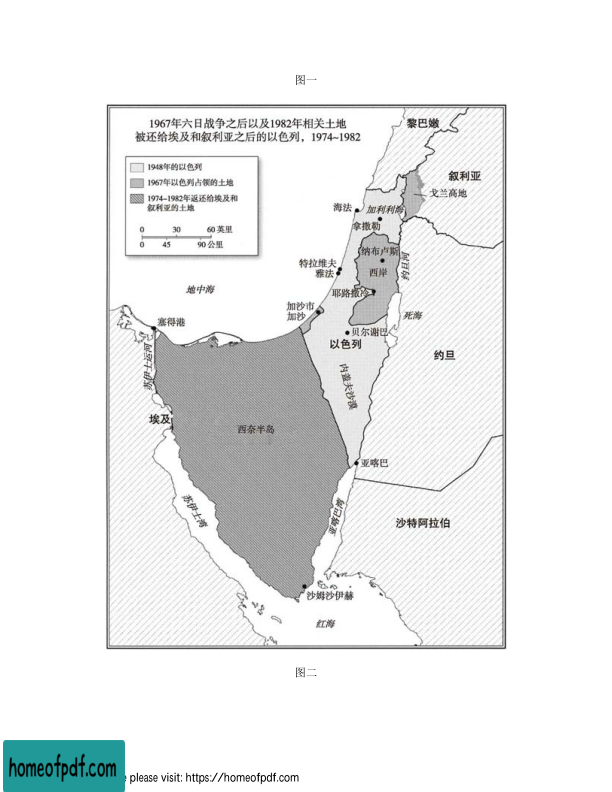 图一
1967年六日战争之后以及1982年相关土地
被还给埃及和叙利亚之后的以色列，1974~1982
1948年的以色列
1967年以色列占领的土地
1974~1982年返还给埃及和
叙利亚的土地
0 30 60 英里
0 45 90 公里
黎巴嫩
叙利亚
戈兰高地
海法
加利利海
拿撒勒
纳布卢斯
约旦河
特拉维夫
雅法
西岸
地中海
耶路撒冷
加沙市
加沙
死海
塞得港
贝尔谢巴
以色列
约旦
苏伊士运河
内盖夫沙漠
埃及
西奈半岛
亚喀巴
苏伊士湾
亚喀巴湾
沙特阿拉伯
沙姆沙伊赫
红海
图二
homeofpdf.com
please visit: https://homeofpdf.com